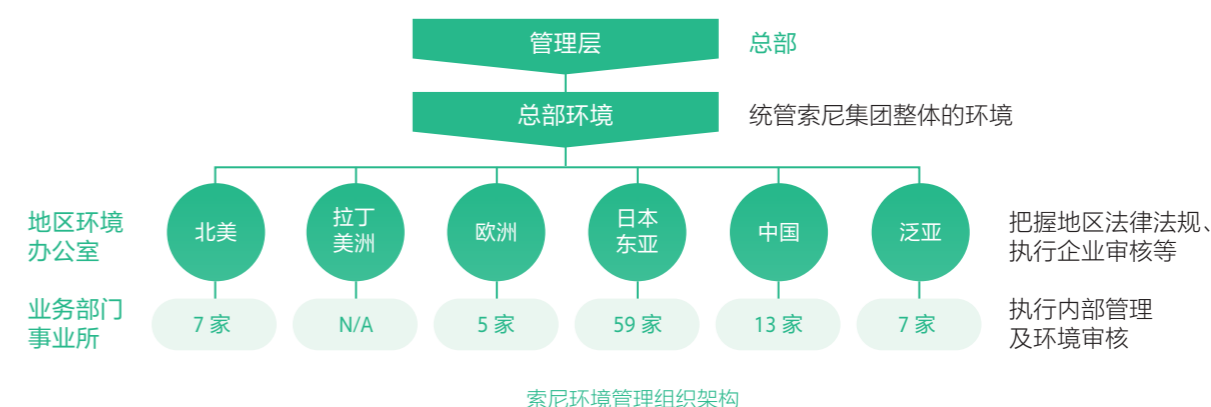 管理层
总部
总部环境
统管索尼集团整体的环境
地区环境
办公室
北美
拉丁
美洲
欧洲
日本
东亚
中国
泛亚
把握地区法律法规、
执行企业审核等
业务部门
事业所
7 家
N/A
5 家
59 家
13 家
7 家
执行内部管理
及环境审核
索尼环境管理组织架构